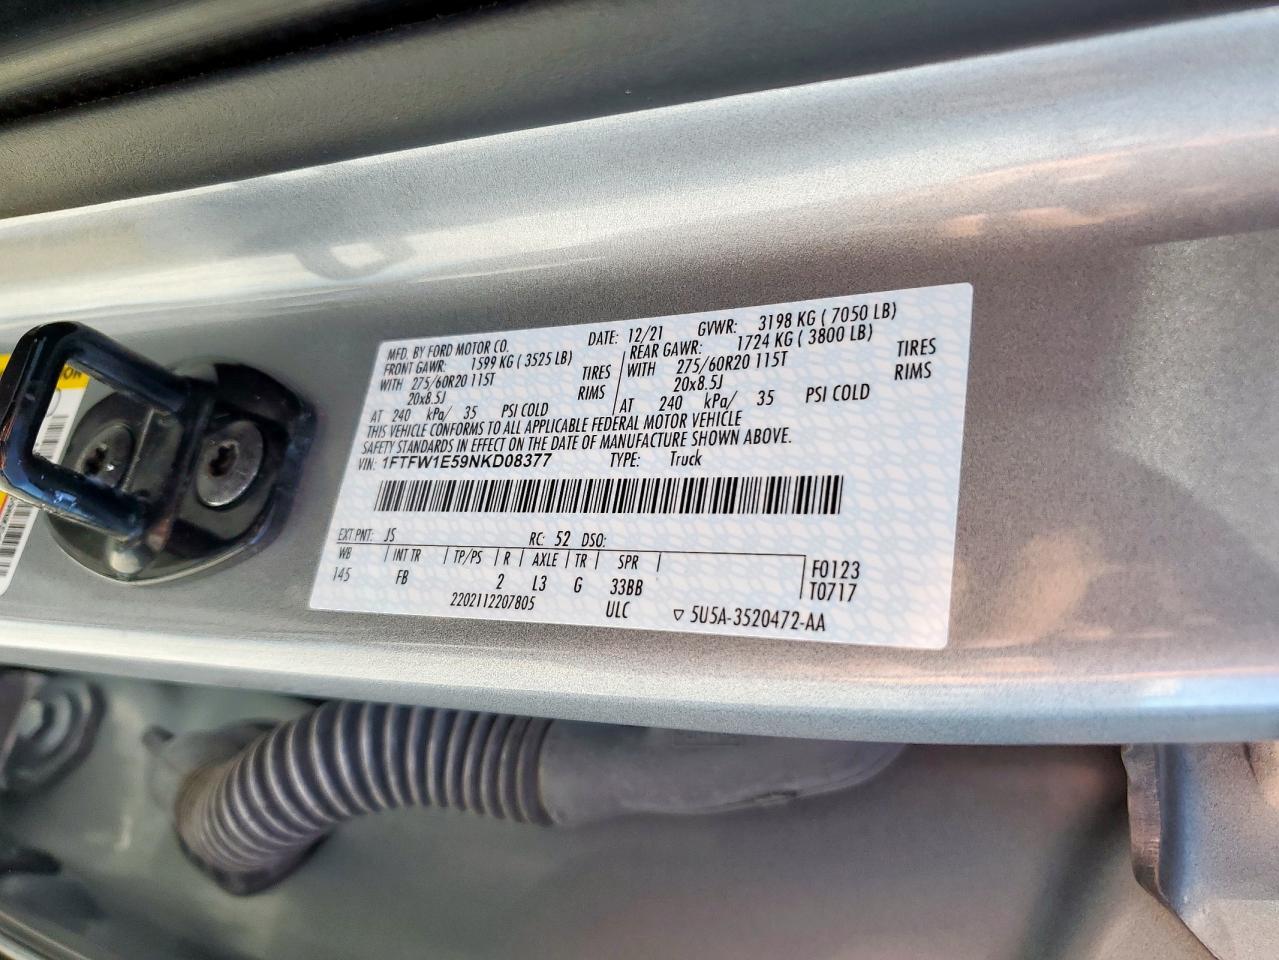 MFD. BY FORD MOTOR CO. DATE: 12/21 GVWR: 3198 KG ( 7050 LB)
FRONT GAWR: 1599 KG ( 3525 LB) REAR GAWR: 1724 KG ( 3800 LB)
WITH 275/60R20 115T TIRES WITH 275/60R20 115T TIRES
20x8.5J RIMS 20x8.5J RIMS
AT 240 kPa/ 35 PSI COLD AT 240 kPa/ 35 PSI COLD
THIS VEHICLE CONFORMS TO ALL APPLICABLE FEDERAL MOTOR VEHICLE
SAFETY STANDARDS IN EFFECT ON THE DATE OF MANUFACTURE SHOWN ABOVE.
VIN: 1FTFW1E59NKD08377 TYPE: Truck
EXT PNT: JS RC: 52 DSO:
WB INT TR TP/PS R AXLE TR SPR F0123
145 FB 2 L3 G 33BB T0717
2202112207805 ULC ▽ 5U5A-3520472-AA